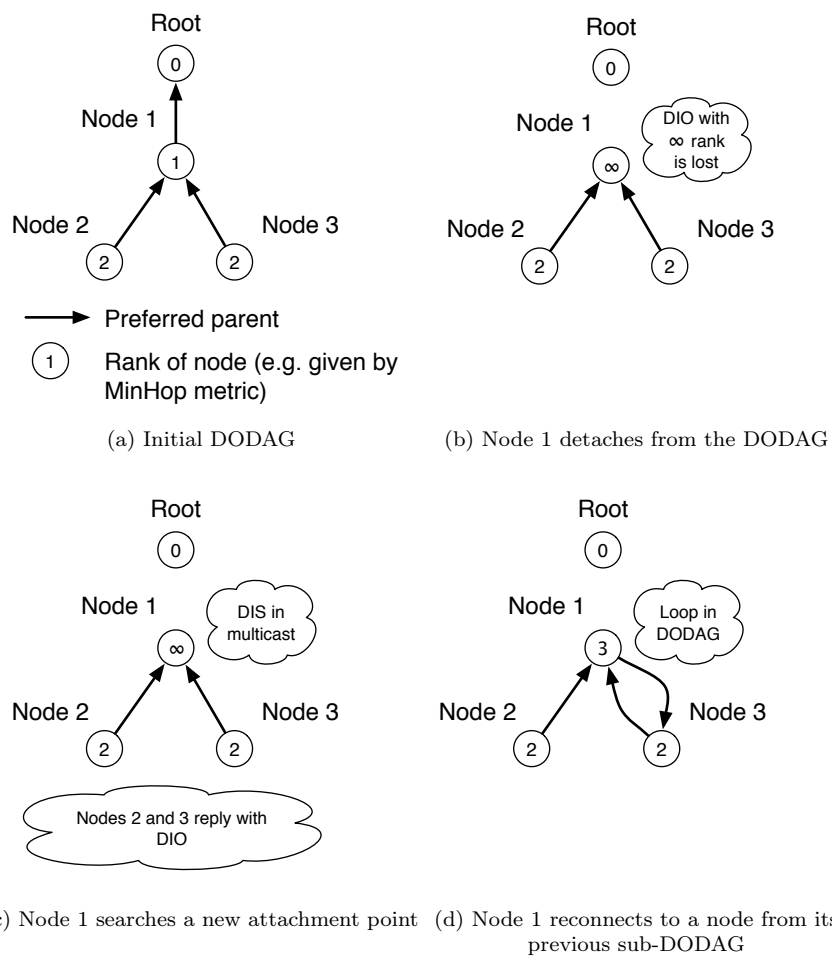 Root
0
Node 1
1
Node 2
Node 3
2
2
Preferred parent
1
Rank of node (e.g. given by
MinHop metric)
(a) Initial DODAG
Root
0
Node 1
DIO with
∞ rank
is lost
∞
Node 2
Node 3
2
2
(b) Node 1 detaches from the DODAG
Root
0
Node 1
DIS in
multicast
∞
Node 2
Node 3
2
2
Nodes 2 and 3 reply with
DIO
) Node 1 searches a new attachment point
Root
0
Node 1
Loop in
DODAG
3
Node 2
Node 3
2
2
(d) Node 1 reconnects to a node from its
previous sub-DODAG